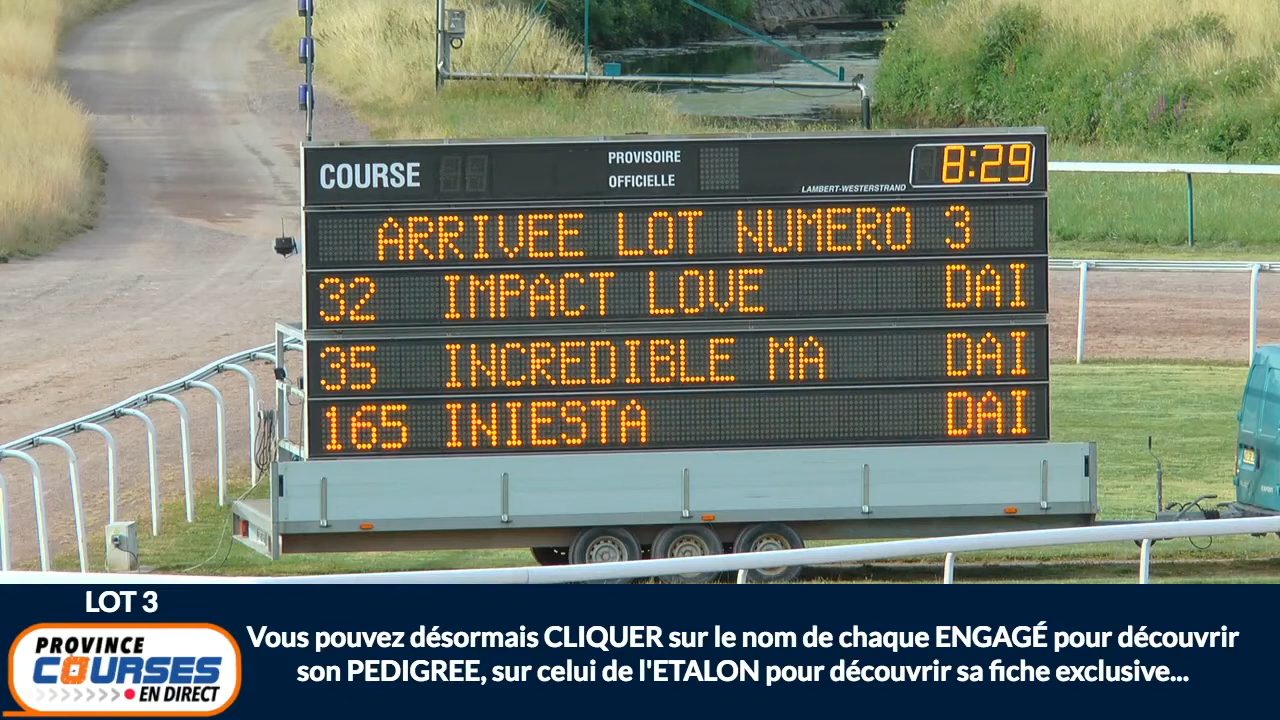 COURSE
PROVISOIRE
OFFICIELLE
LAMBERT-WESTERSTRAND
8:29
ARRIVEE LOT NUMERO 3
32 IMPACT LOVE DAI
35 INCREDIBLE MA DAI
165 INIESTA DAI
LOT 3
PROVINCE
COURSES
EN DIRECT
Vous pouvez désormais CLIQUER sur le nom de chaque ENGAGÉ pour découvrir
son PEDIGREE, sur celui de l'ETALON pour découvrir sa fiche exclusive...